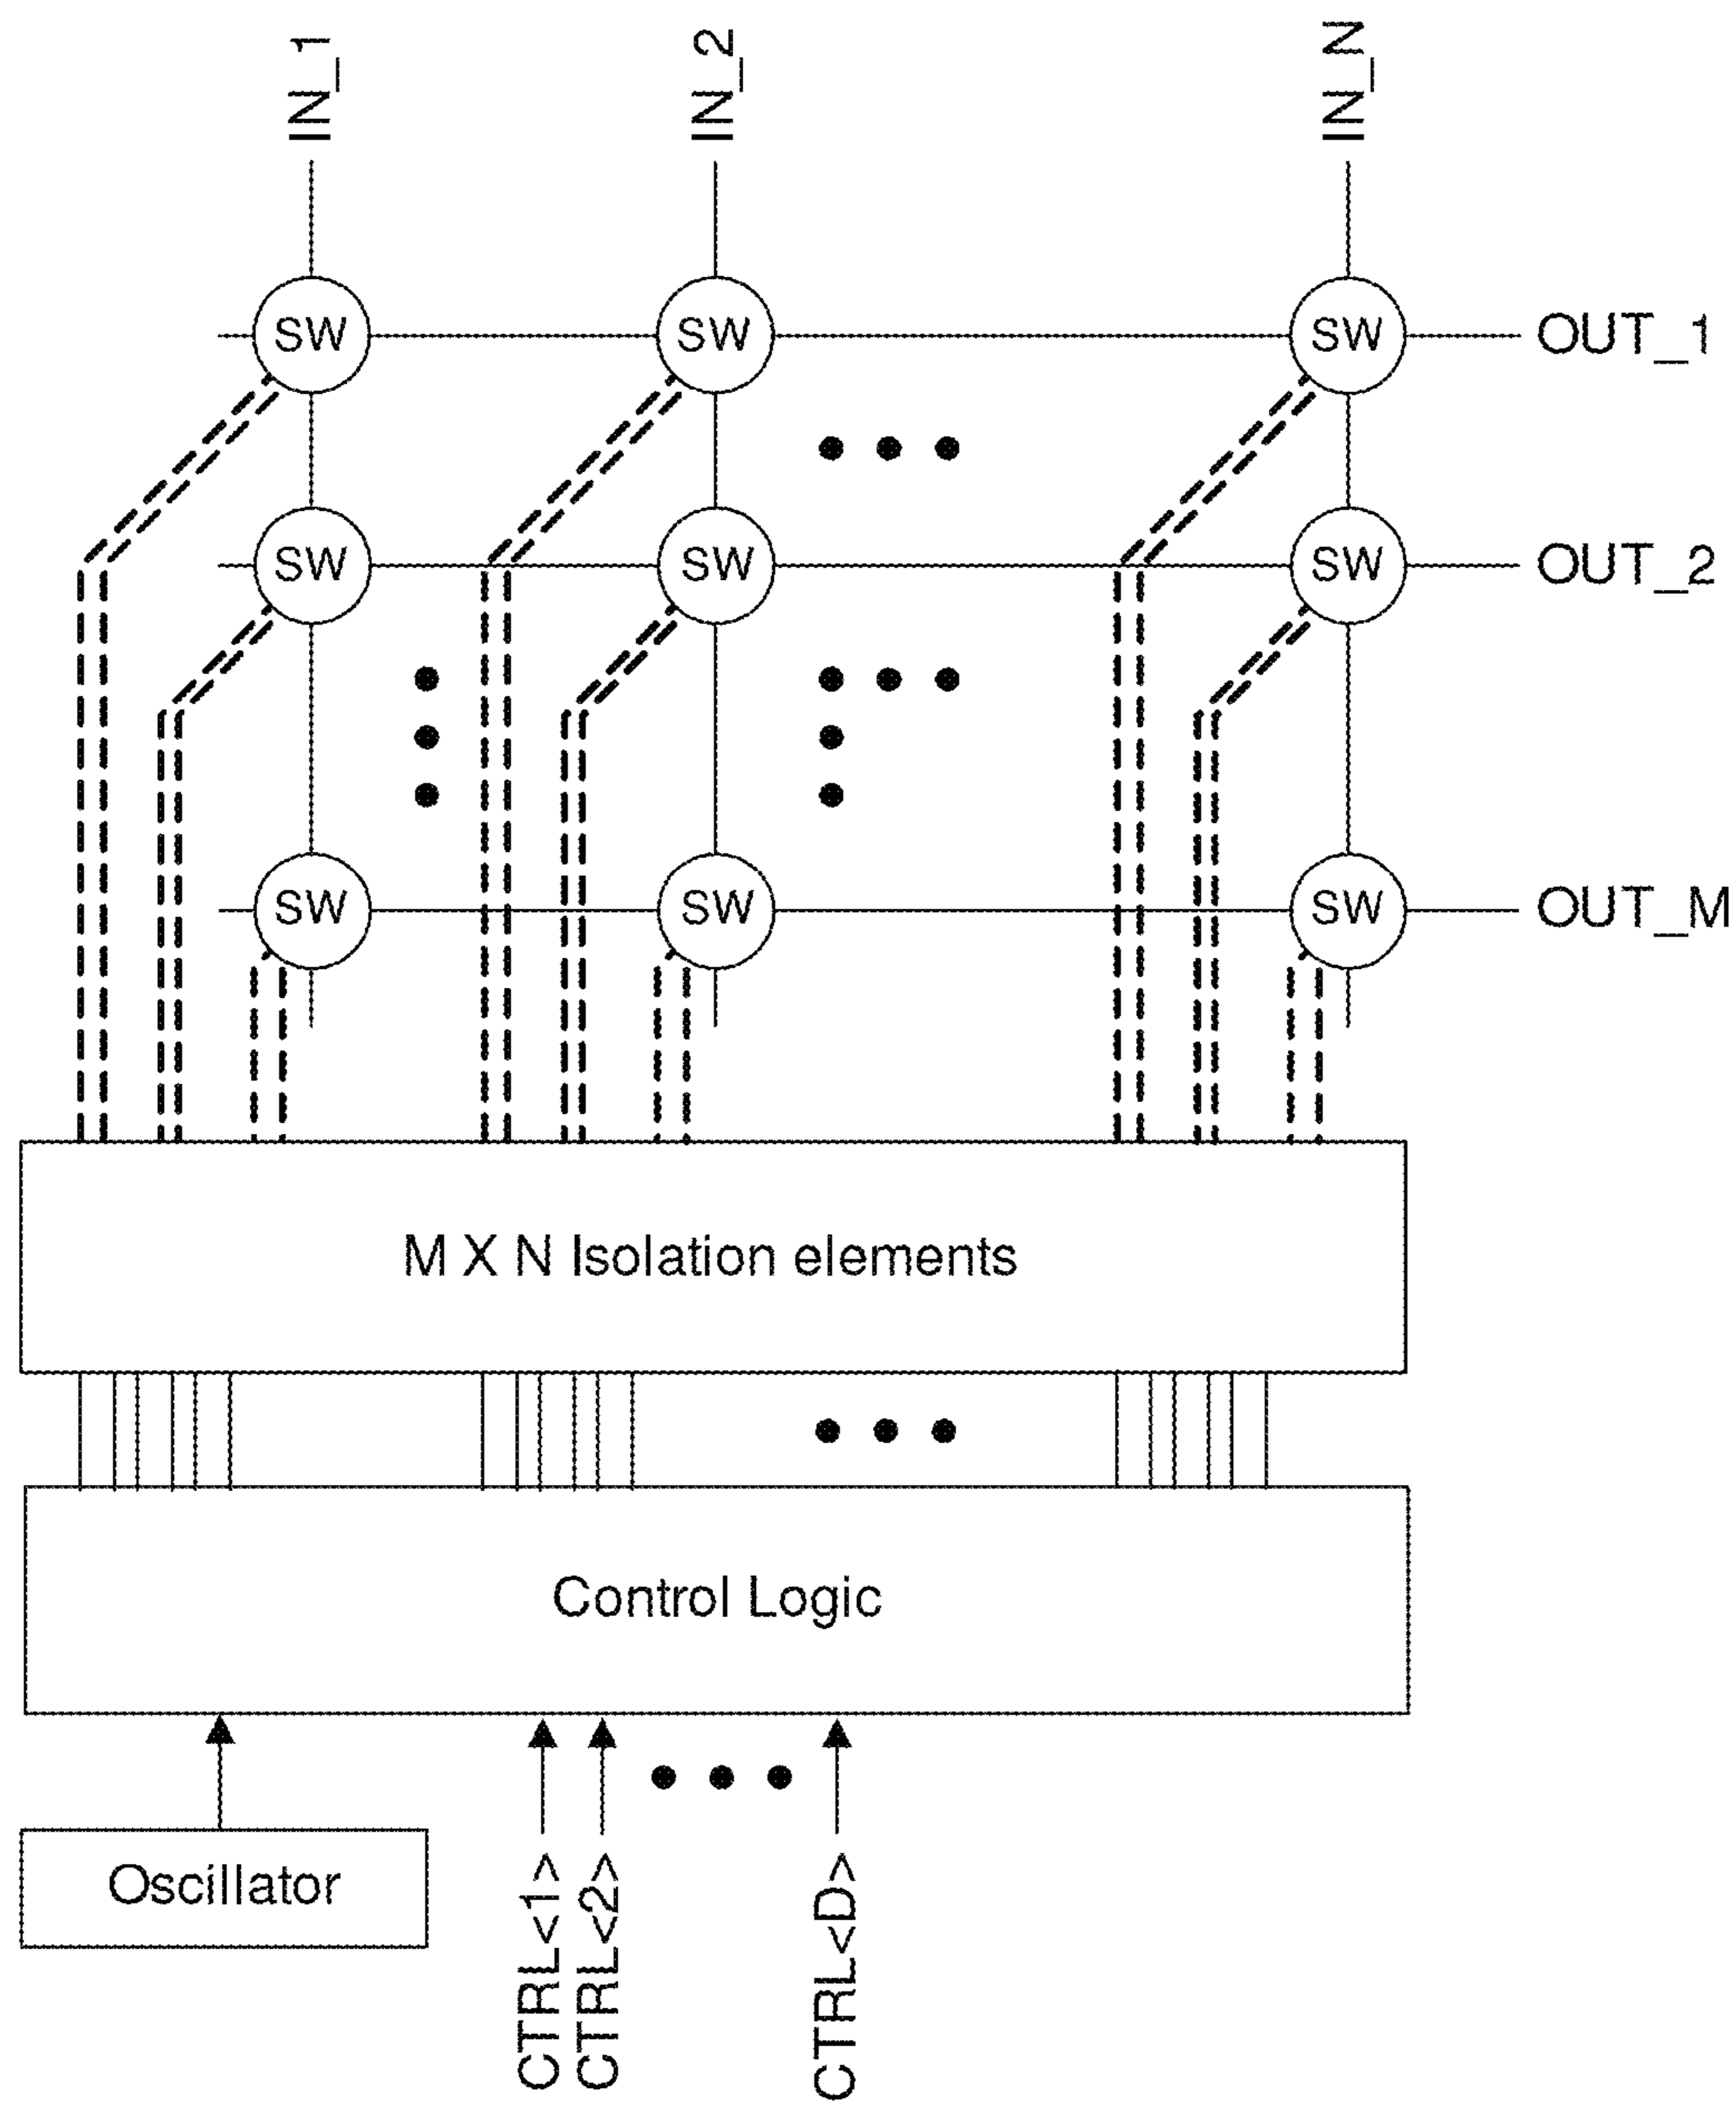 IN_1
IN_2
IN_N
SW
SW
SW
OUT_1
SW
SW
SW
OUT_2
SW
SW
SW
OUT_M
M X N Isolation elements
Control Logic
Oscillator
CTRL<1>
CTRL<2>
CTRL<D>